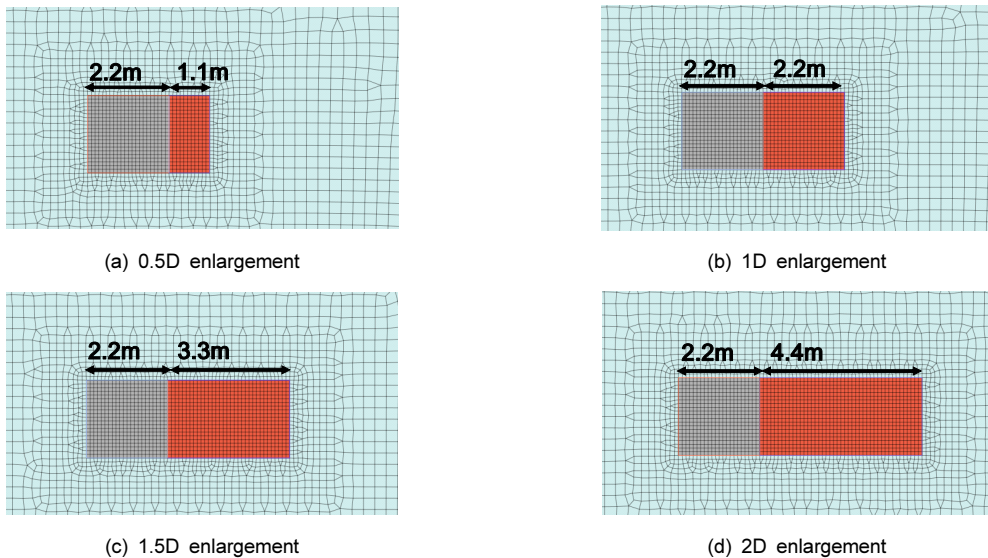 2.2m 1.1m
(a) 0.5D enlargement
2.2m 2.2m
(b) 1D enlargement
2.2m 3.3m
(c) 1.5D enlargement
2.2m 4.4m
(d) 2D enlargement